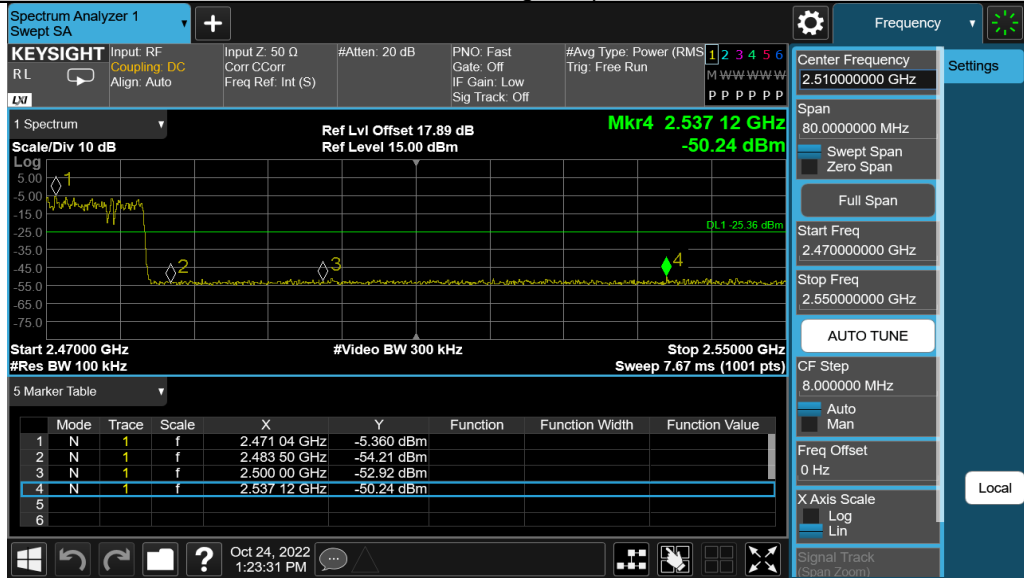 Spectrum Analyzer 1
Swept SA
Frequency
KEYSIGHT
R L
LXI
Input: RF
Coupling: DC
Align: Auto
Input Z: 50 Ω
Corr CCorr
Freq Ref: Int (S)
#Atten: 20 dB
PNO: Fast
Gate: Off
IF Gain: Low
Sig Track: Off
#Avg Type: Power (RMS
Trig: Free Run
1 2 3 4 5 6
M W W W W W
P P P P P P
1 Spectrum
Scale/Div 10 dB
Ref Lvl Offset 17.89 dB
Ref Level 15.00 dBm
Mkr4 2.537 12 GHz
-50.24 dBm
Log
5.00
-5.00
-15.0
-25.0
-35.0
-45.0
-55.0
-65.0
-75.0
1
2
3
4
DL1 -25.36 dBm
Start 2.47000 GHz
#Video BW 300 kHz
Stop 2.55000 GHz
#Res BW 100 kHz
Sweep 7.67 ms (1001 pts)
5 Marker Table
Mode Trace Scale X Y Function Function Width Function Value
1 N 1 f 2.471 04 GHz -5.360 dBm
2 N 1 f 2.483 50 GHz -54.21 dBm
3 N 1 f 2.500 00 GHz -52.92 dBm
4 N 1 f 2.537 12 GHz -50.24 dBm
5
6
Oct 24, 2022
1:23:31 PM
?
Center Frequency
2.510000000 GHz
Span
80.0000000 MHz
Swept Span
Zero Span
Full Span
Start Freq
2.470000000 GHz
Stop Freq
2.550000000 GHz
AUTO TUNE
CF Step
8.000000 MHz
Auto
Man
Freq Offset
0 Hz
X Axis Scale
Log
Lin
Signal Track
(Span Zoom)
Settings
Local